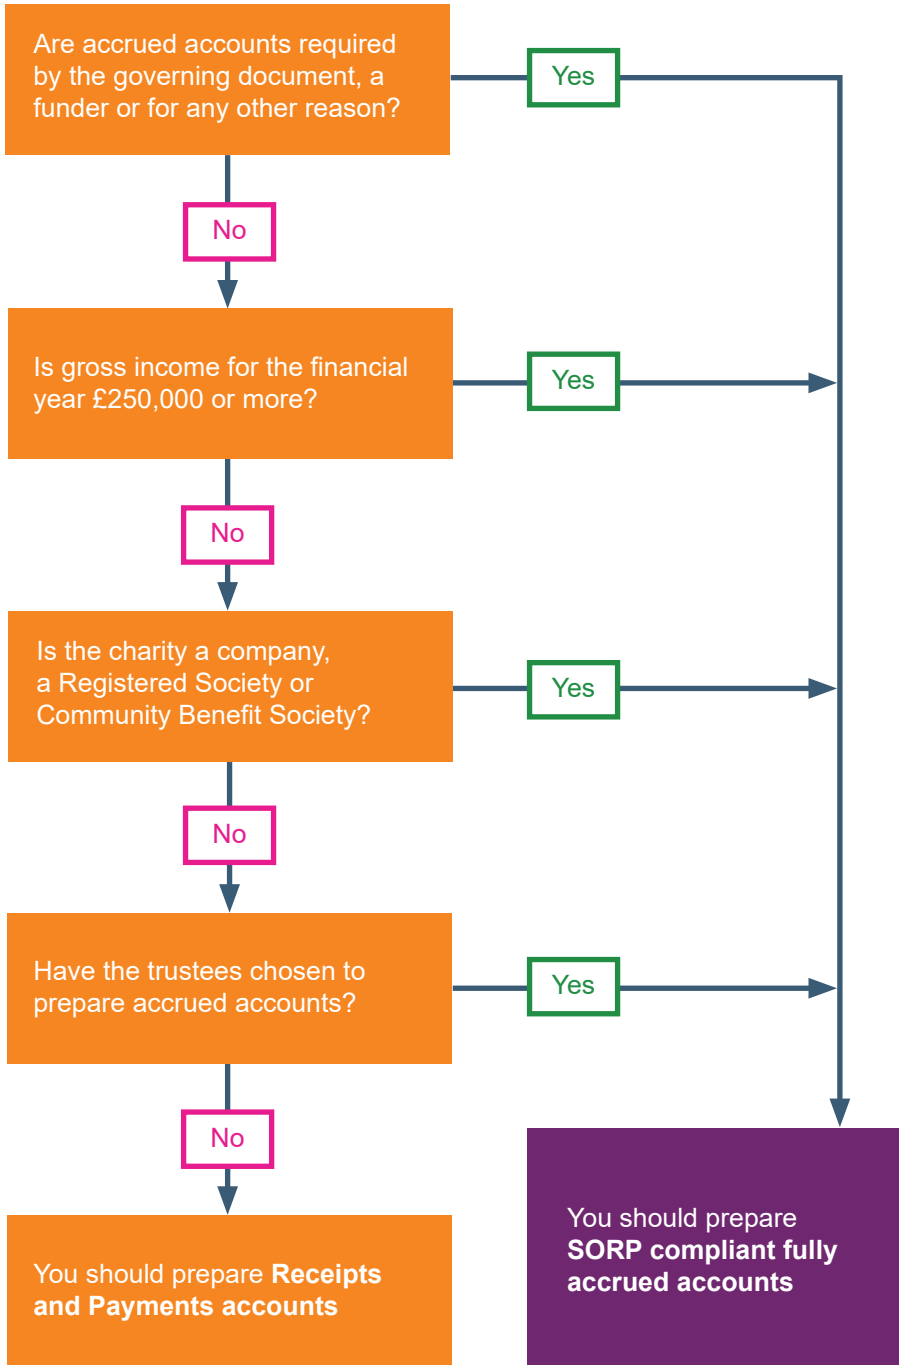 Are accrued accounts required
by the governing document, a
funder or for any other reason?
Yes
No
Is gross income for the financial
year £250,000 or more?
Yes
No
Is the charity a company,
a Registered Society or
Community Benefit Society?
Yes
No
Have the trustees chosen to
prepare accrued accounts?
Yes
No
You should prepare Receipts
and Payments accounts
You should prepare
SORP compliant fully
accrued accounts